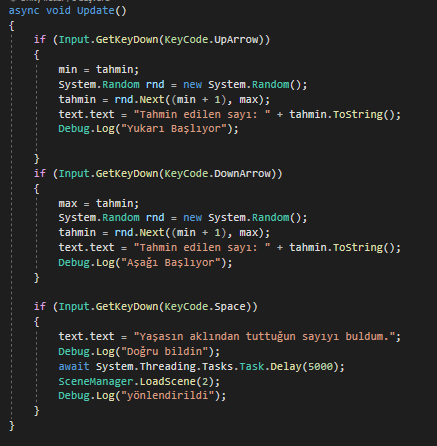 async void Update()
{
if (Input.GetKeyDown(KeyCode.UpArrow))
{
min = tahmin;
System.Random rnd = new System.Random();
tahmin = rnd.Next((min + 1), max);
text.text = "Tahmin edilen sayı: " + tahmin.ToString();
Debug.Log("Yukarı Başlıyor");
}
if (Input.GetKeyDown(KeyCode.DownArrow))
{
max = tahmin;
System.Random rnd = new System.Random();
tahmin = rnd.Next((min + 1), max);
text.text = "Tahmin edilen sayı: " + tahmin.ToString();
Debug.Log("Aşağı Başlıyor");
}
if (Input.GetKeyDown(KeyCode.Space))
{
text.text = "Yaşasın aklından tuttuğun sayıyı buldum.";
Debug.Log("Doğru bildin");
await System.Threading.Tasks.Task.Delay(5000);
SceneManager.LoadScene(2);
Debug.Log("yönlendirildi");
}
}